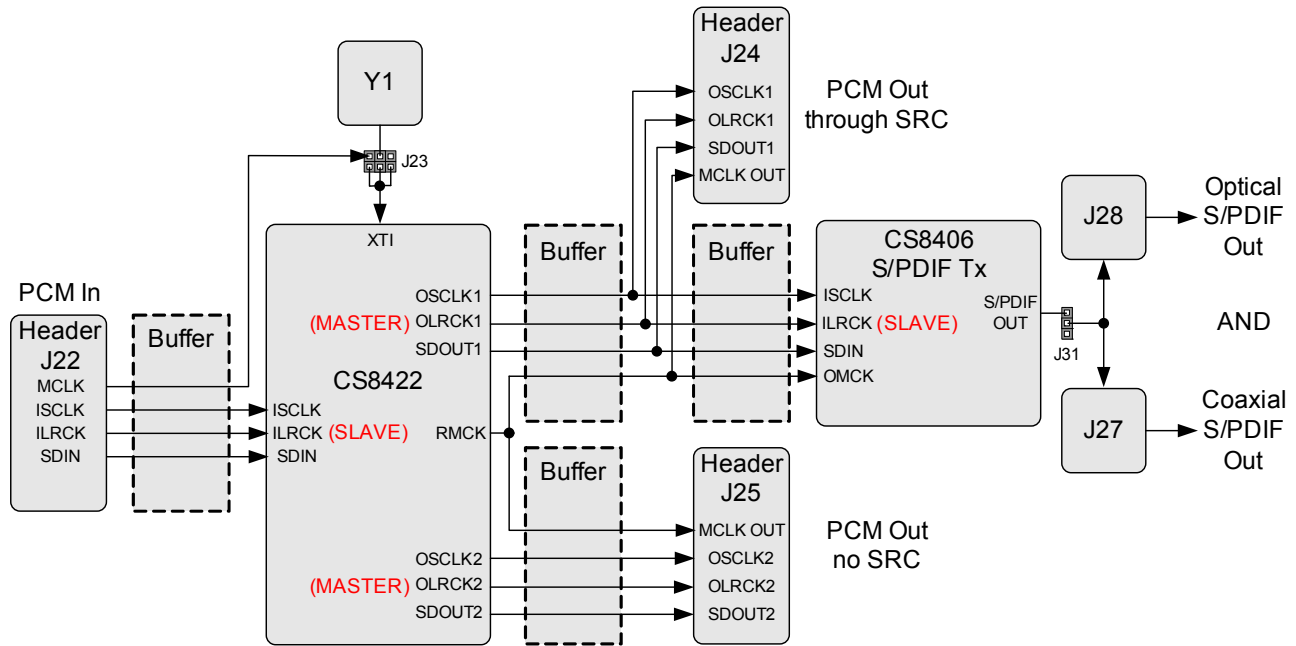 Header
J24
OSCLK1
OLRCK1
SDOUT1
MCLK OUT
PCM Out
through SRC
Y1
J23
XTI
PCM In
Header
J22
MCLK
ISCLK
ILRCK
SDIN
Buffer
ISCLK
ILRCK (SLAVE)
SDIN
CS8422
OSCLK1
(MASTER) OLRCK1
SDOUT1
RMCK
OSCLK2
(MASTER) OLRCK2
SDOUT2
Buffer
Buffer
Buffer
CS8406
S/PDIF Tx
ISCLK
ILRCK (SLAVE)
SDIN
OMCK
S/PDIF
OUT
J31
J28
Optical
S/PDIF
Out
AND
J27
Coaxial
S/PDIF
Out
Header
J25
MCLK OUT
OSCLK2
OLRCK2
SDOUT2
PCM Out
no SRC